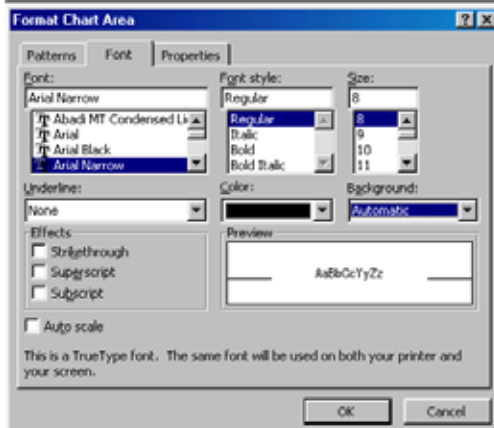 Format Chart Area
Patterns Font Properties
Font: Font style: Size:
Arial Narrow Regular 8
Abadi MT Condensed Li Regular 8
Arial Italic 9
Arial Black Bold 10
Arial Narrow Bold Italic 11
Underline: Color: Background:
None Automatic
Effects Preview
Strikethrough
Superscript AaBbCcYyZz
Subscript
Auto scale
This is a TrueType font. The same font will be used on both your printer and
your screen.
OK Cancel